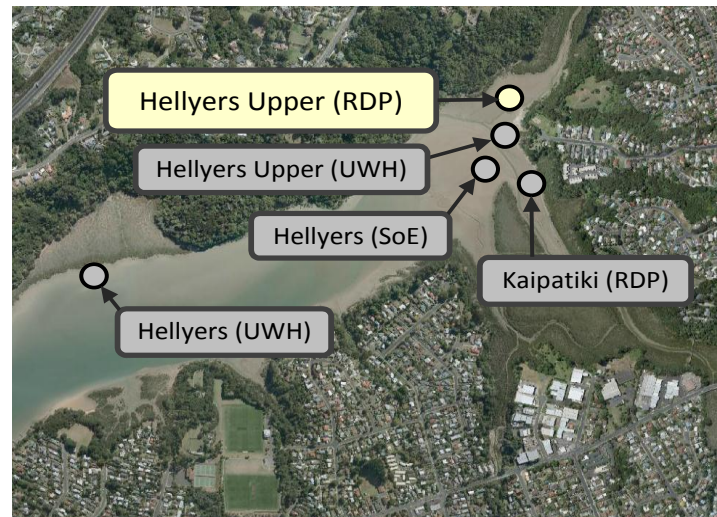 Hellyers Upper (RDP)
Hellyers Upper (UWH)
Hellyers (SoE)
Kaipatiki (RDP)
Hellyers (UWH)